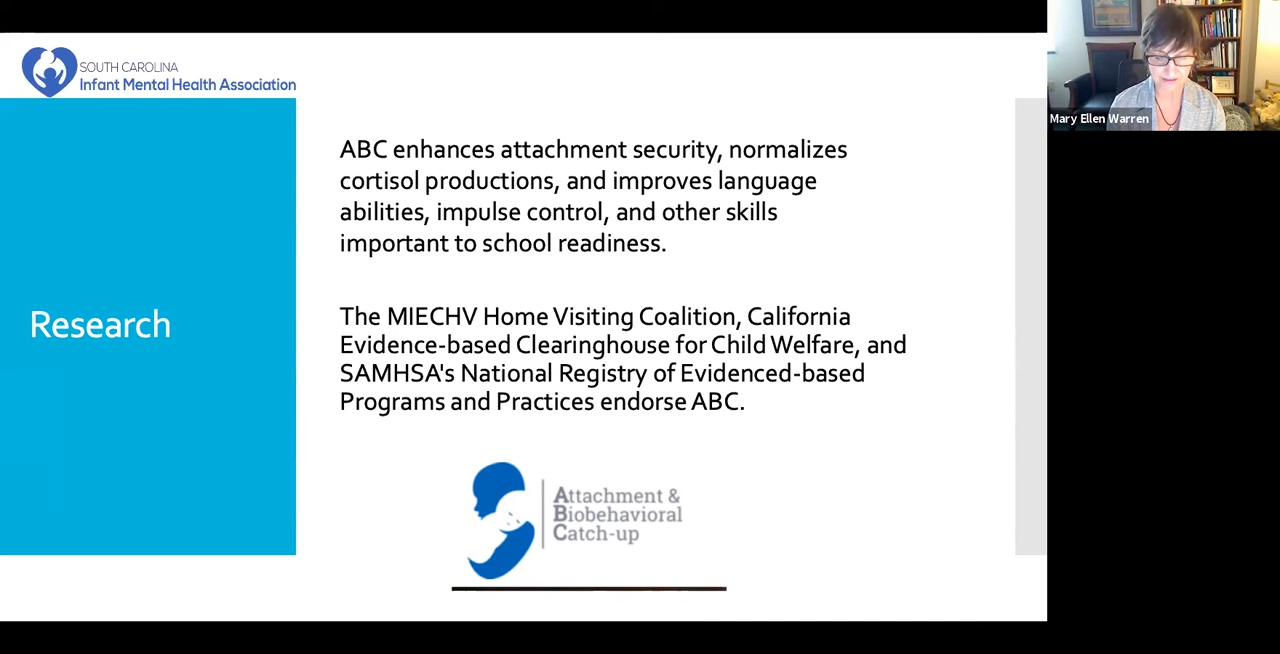 SOUTH CAROLINA
Infant Mental Health Association
Mary Ellen Warren
ABC enhances attachment security, normalizes
cortisol productions, and improves language
abilities, impulse control, and other skills
important to school readiness.
Research
The MIECHV Home Visiting Coalition, California
Evidence-based Clearinghouse for Child Welfare, and
SAMHSA's National Registry of Evidenced-based
Programs and Practices endorse ABC.
Attachment &
Biobehavioral
Catch-up